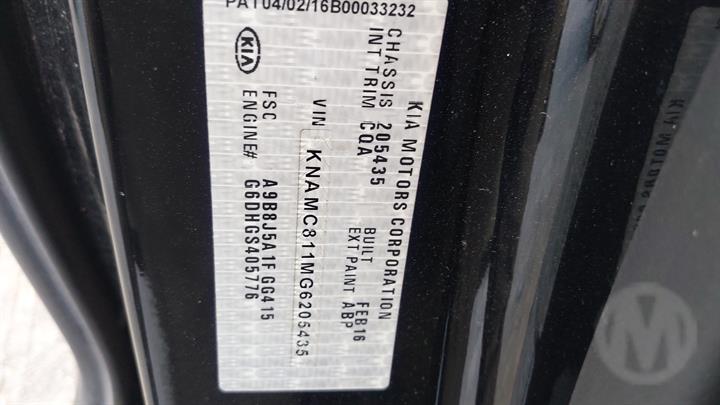 PAT04/02/16B00033232
KIA MOTORS CORPORATION
CHASSIS 205435 BUILT FEB16
INT TRIM CQA EXT PAINT ABP
VIN KNAMC811MG6205435
FSC A9B8J5A1F GG415
ENGINE# G6DHGS405776
KIA
M